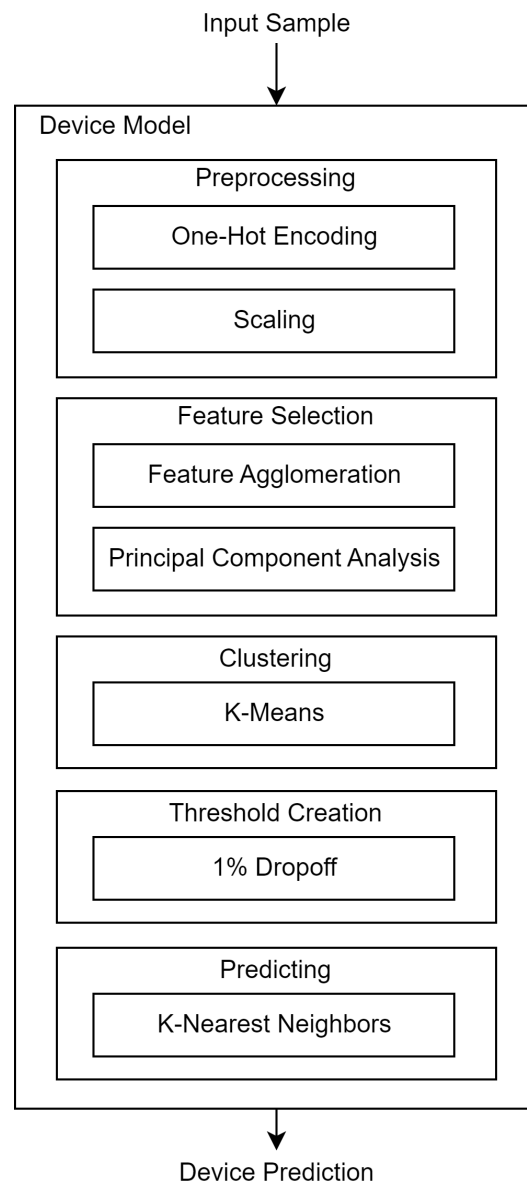 Input Sample
Device Model
Preprocessing
One-Hot Encoding
Scaling
Feature Selection
Feature Agglomeration
Principal Component Analysis
Clustering
K-Means
Threshold Creation
1% Dropoff
Predicting
K-Nearest Neighbors
Device Prediction